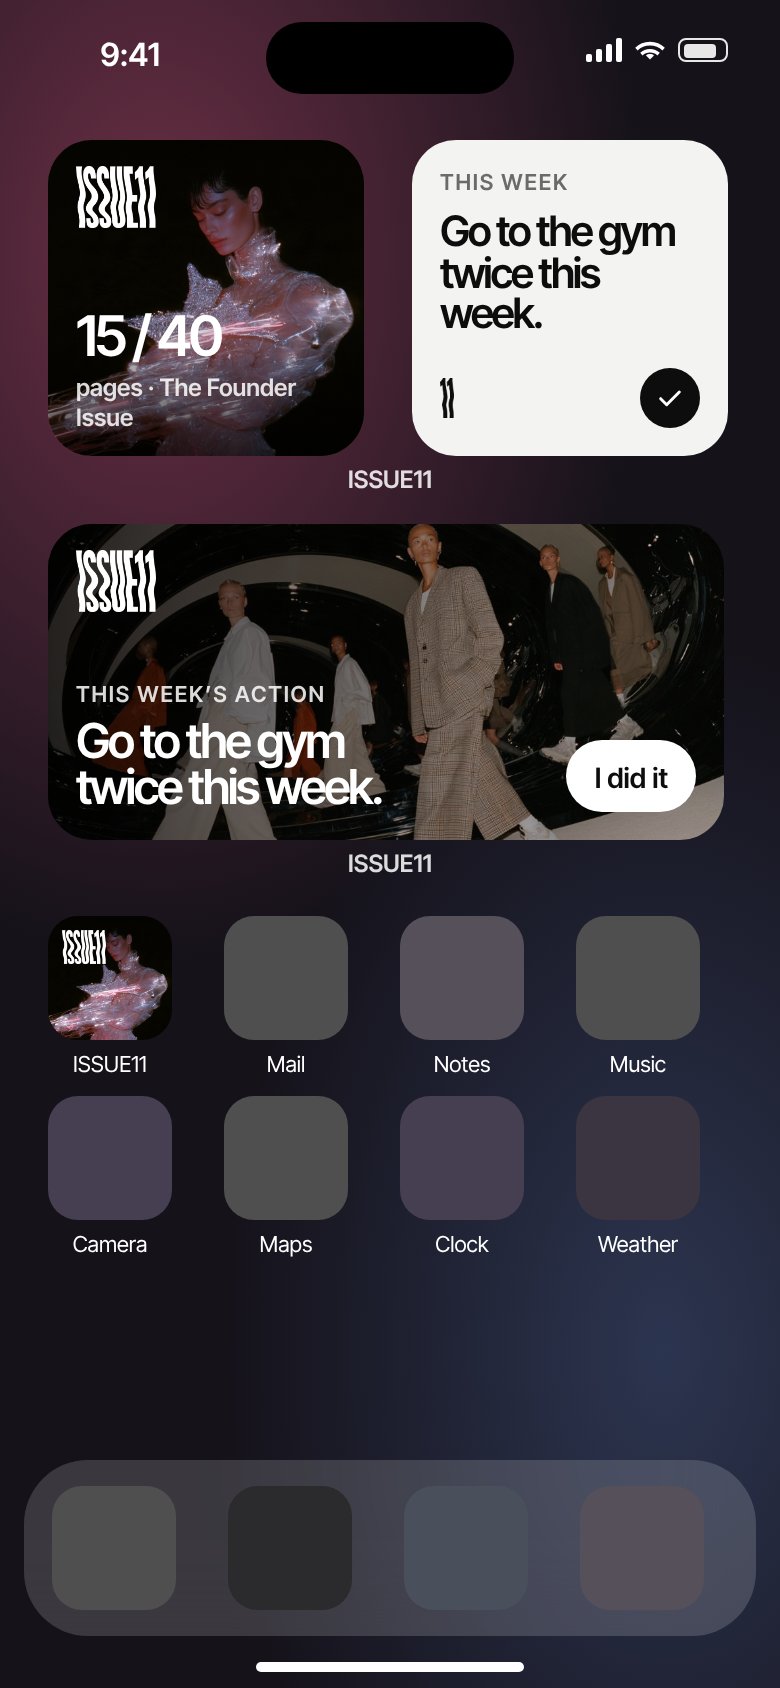 9:41
ISSUE11
15/40
pages · The Founder
Issue
THIS WEEK
Go to the gym
twice this
week.
11
ISSUE11
ISSUE11
THIS WEEK’S ACTION
Go to the gym
twice this week.
I did it
ISSUE11
ISSUE11
ISSUE11
Mail
Notes
Music
Camera
Maps
Clock
Weather